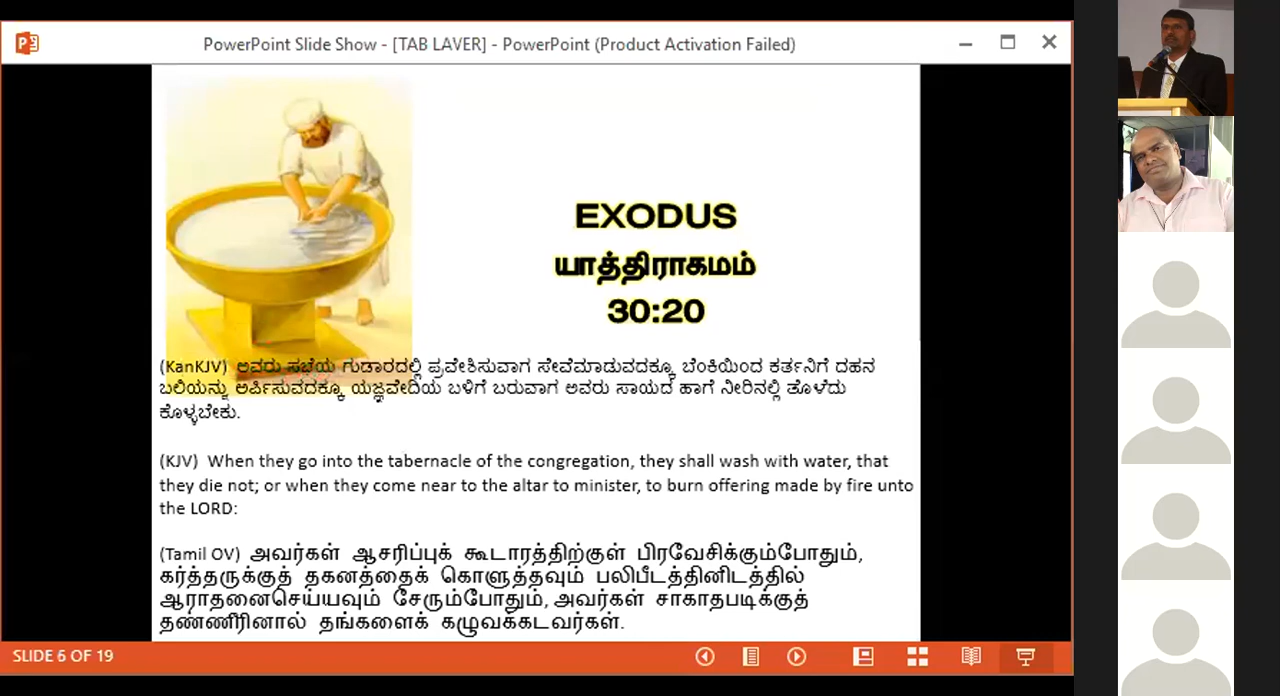 PowerPoint Slide Show - [TAB LAVER] - PowerPoint (Product Activation Failed)
EXODUS
யாத்திராகமம்
30:20
(KanKJV) ಅವರು ಸಭೆಯ ಗುಡಾರದಲ್ಲಿ ಪ್ರವೇಶಿಸುವಾಗ ಸೇವೆಮಾಡುವದಕ್ಕೂ ಬೆಂಕಿಯಿಂದ ಕರ್ತನಿಗೆ ದಹನ
ಬಲಿಯನ್ನು ಅರ್ಪಿಸುವದಕ್ಕೂ ಯಜ್ಞವೇದಿಯ ಬಳಿಗೆ ಬರುವಾಗ ಅವರು ಸಾಯದ ಹಾಗೆ ನೀರಿನಲ್ಲಿ ತೊಳೆದು
ಕೊಳ್ಳಬೇಕು.
(KJV) When they go into the tabernacle of the congregation, they shall wash with water, that
they die not; or when they come near to the altar to minister, to burn offering made by fire unto
the LORD:
(Tamil OV) அவர்கள் ஆசரிப்புக் கூடாரத்திற்குள் பிரவேசிக்கும்போதும்,
கர்த்தருக்குத் தகனத்தைக் கொளுத்தவும் பலிபீடத்தினிடத்தில்
ஆராதனைசெய்யவும் சேரும்போதும், அவர்கள் சாகாதபடிக்குத்
தண்ணீரினால் தங்களைக் கழுவக்கடவர்கள்.
SLIDE 6 OF 19